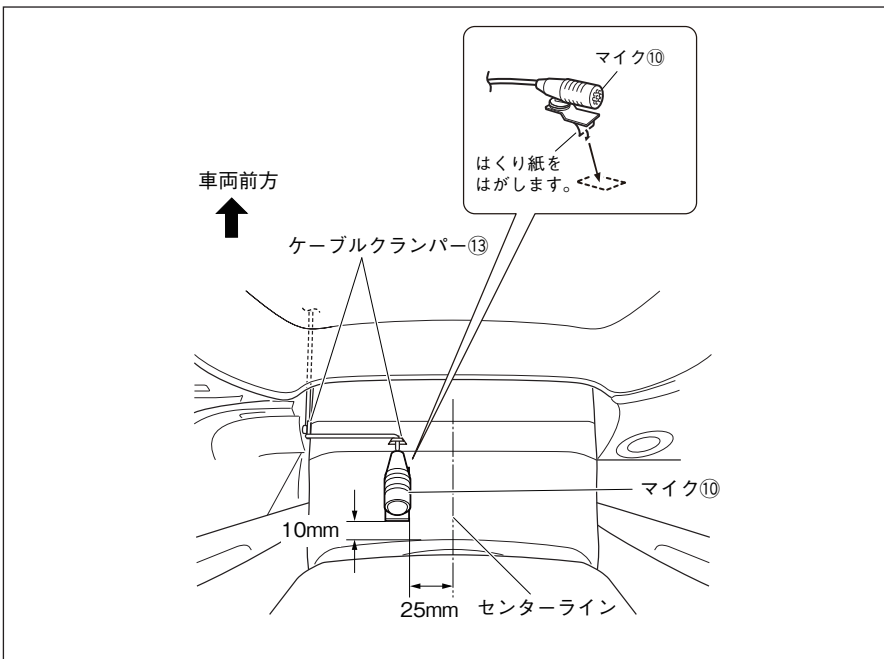 マイク⑩
はくり紙を
はがします。
車両前方
ケーブルクランパー⑬
マイク⑩
10mm
25mm
センターライン